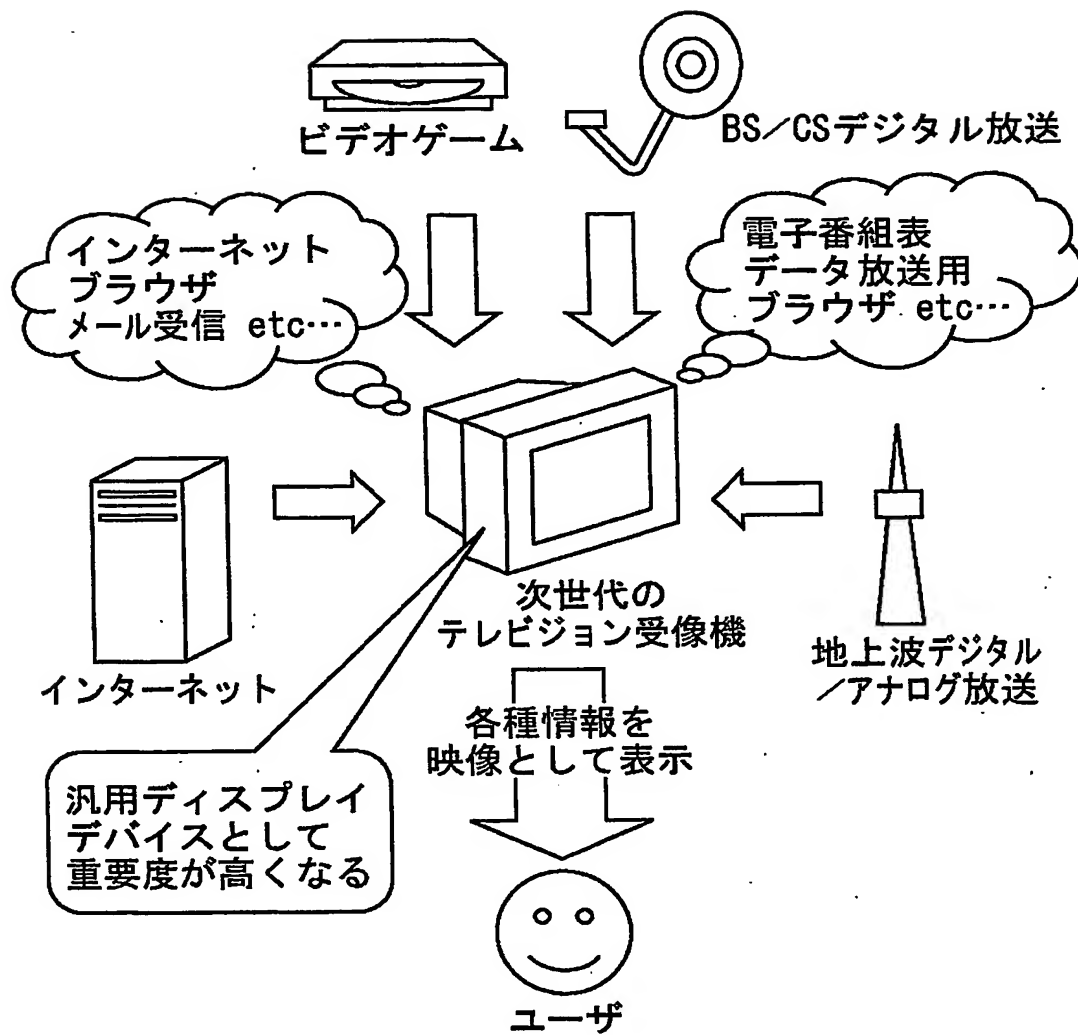 ビデオゲーム
BS／CSデジタル放送
インターネット
ブラウザ
メール受信 etc…
電子番組表
データ放送用
ブラウザ etc…
次世代の
テレビジョン受像機
インターネット
地上波デジタル
／アナログ放送
各種情報を
映像として表示
汎用ディスプレイ
デバイスとして
重要度が高くなる
ユーザ